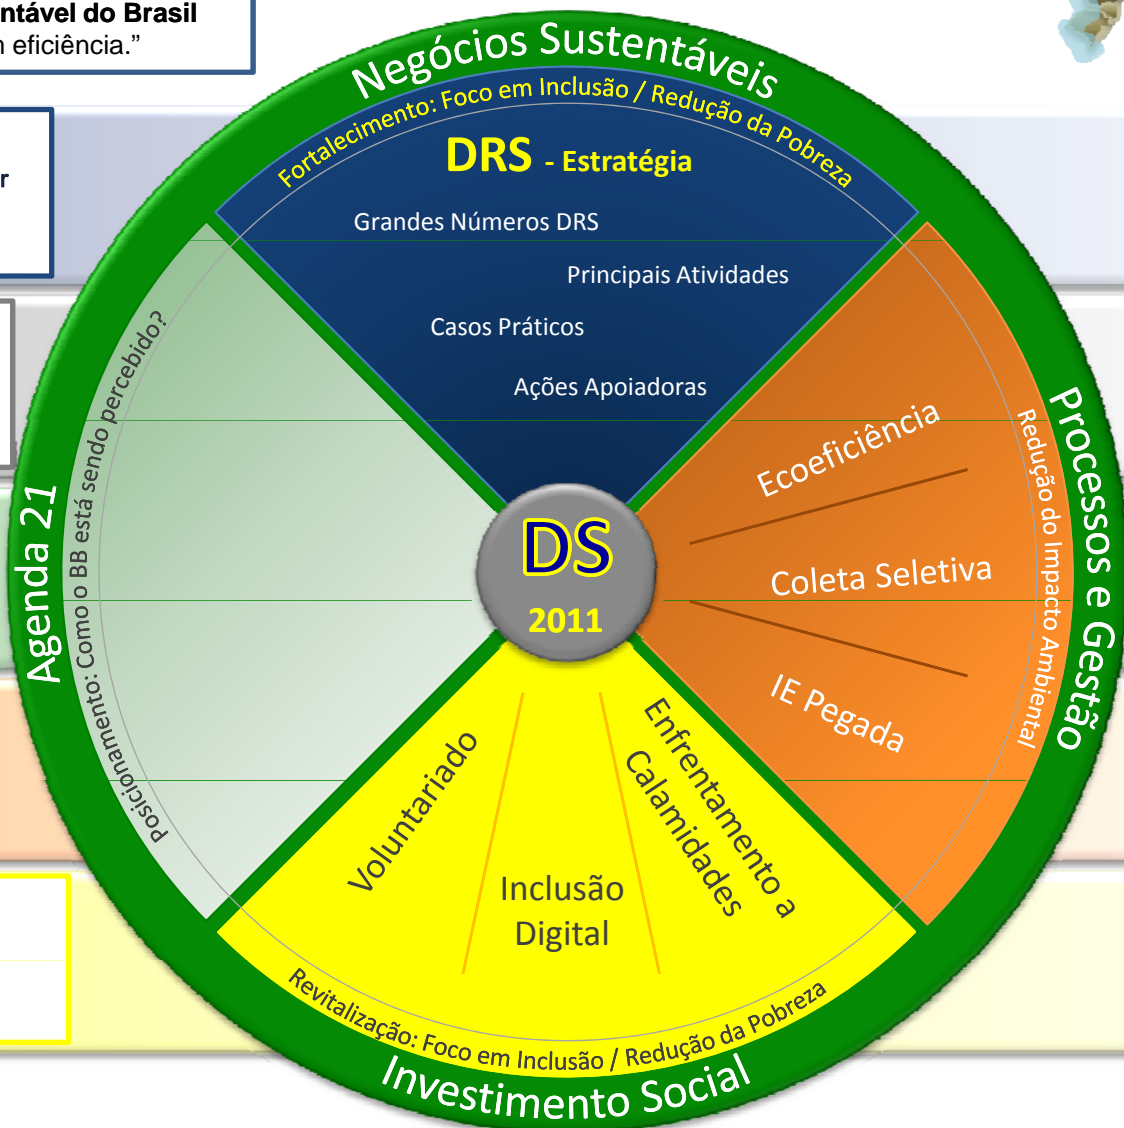 ntável do Brasil
eficiência.”
r
Negócios Sustentáveis
Fortalecimento: Foco em Inclusão / Redução da Pobreza
DRS - Estratégia
Grandes Números DRS
Principais Atividades
Casos Práticos
Ações Apoiadoras
Agenda 21
Posicionamento: Como o BB está sendo percebido?
DS
2011
Ecoeficiência
Coleta Seletiva
IE Pegada
Redução do Impacto Ambiental
Processos e Gestão
Voluntariado
Inclusão
Digital
Enfrentamento a
Calamidades
Revitalização: Foco em Inclusão / Redução da Pobreza
Investimento Social